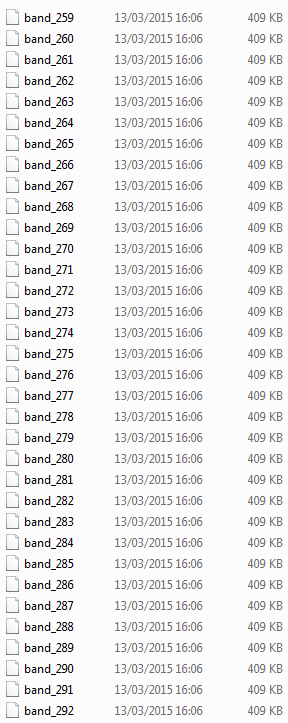 band_259 13/03/2015 16:06 409 KB
band_260 13/03/2015 16:06 409 KB
band_261 13/03/2015 16:06 409 KB
band_262 13/03/2015 16:06 409 KB
band_263 13/03/2015 16:06 409 KB
band_264 13/03/2015 16:06 409 KB
band_265 13/03/2015 16:06 409 KB
band_266 13/03/2015 16:06 409 KB
band_267 13/03/2015 16:06 409 KB
band_268 13/03/2015 16:06 409 KB
band_269 13/03/2015 16:06 409 KB
band_270 13/03/2015 16:06 409 KB
band_271 13/03/2015 16:06 409 KB
band_272 13/03/2015 16:06 409 KB
band_273 13/03/2015 16:06 409 KB
band_274 13/03/2015 16:06 409 KB
band_275 13/03/2015 16:06 409 KB
band_276 13/03/2015 16:06 409 KB
band_277 13/03/2015 16:06 409 KB
band_278 13/03/2015 16:06 409 KB
band_279 13/03/2015 16:06 409 KB
band_280 13/03/2015 16:06 409 KB
band_281 13/03/2015 16:06 409 KB
band_282 13/03/2015 16:06 409 KB
band_283 13/03/2015 16:06 409 KB
band_284 13/03/2015 16:06 409 KB
band_285 13/03/2015 16:06 409 KB
band_286 13/03/2015 16:06 409 KB
band_287 13/03/2015 16:06 409 KB
band_288 13/03/2015 16:06 409 KB
band_289 13/03/2015 16:06 409 KB
band_290 13/03/2015 16:06 409 KB
band_291 13/03/2015 16:06 409 KB
band_292 13/03/2015 16:06 409 KB